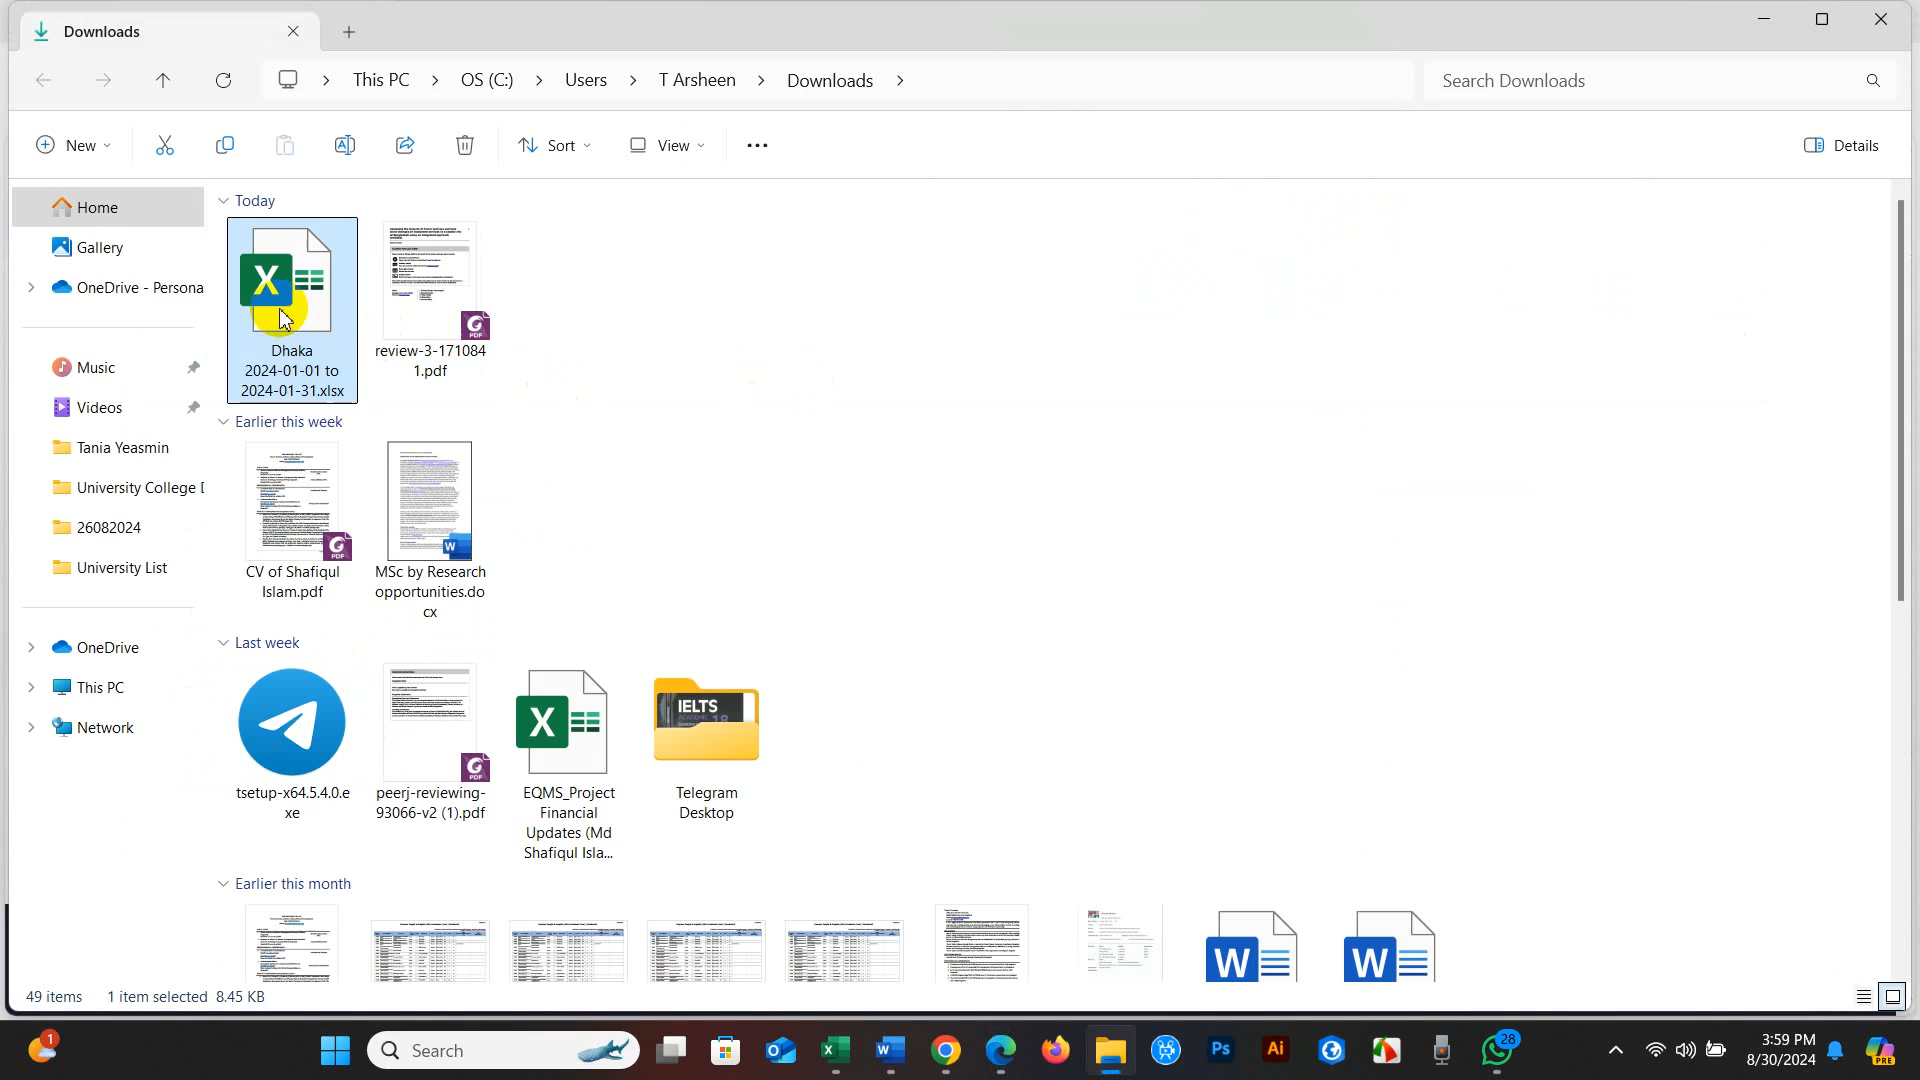 Downloads
This PC
OS (C:)
Users
T Arsheen
Downloads
Search Downloads
New
Sort
View
Details
Home
Gallery
OneDrive - Persona
Music
Videos
Tania Yeasmin
University College D
26082024
University List
OneDrive
This PC
Network
Today
Dhaka
2024-01-01 to
2024-01-31.xlsx
review-3-171084
1.pdf
Earlier this week
CV of Shafiqul
Islam.pdf
MSc by Research
opportunities.do
cx
Last week
tsetup-x64.5.4.0.e
xe
peerj-reviewing-
93066-v2 (1).pdf
EQMS_Project
Financial
Updates (Md
Shafiqul Isla...
IELTS
ACADEMIC 18
Telegram
Desktop
Earlier this month
49 items
1 item selected 8.45 KB
1
Search
28
3:59 PM
8/30/2024
PRE